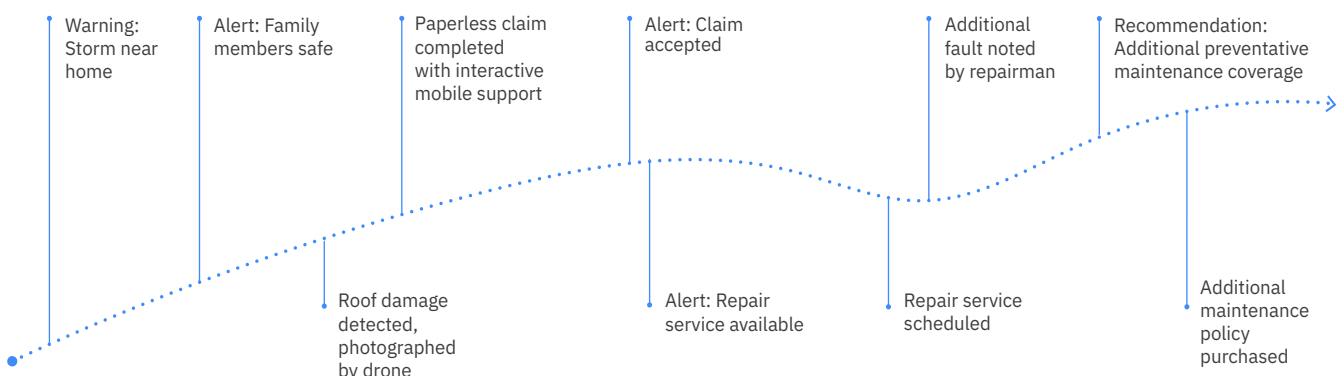 Warning:
Storm near
home
Alert: Family
members safe
Paperless claim
completed
with interactive
mobile support
Alert: Claim
accepted
Additional
fault noted
by repairman
Recommendation:
Additional preventative
maintenance coverage
Roof damage
detected,
photographed
by drone
Alert: Repair
service available
Repair service
scheduled
Additional
maintenance
policy
purchased